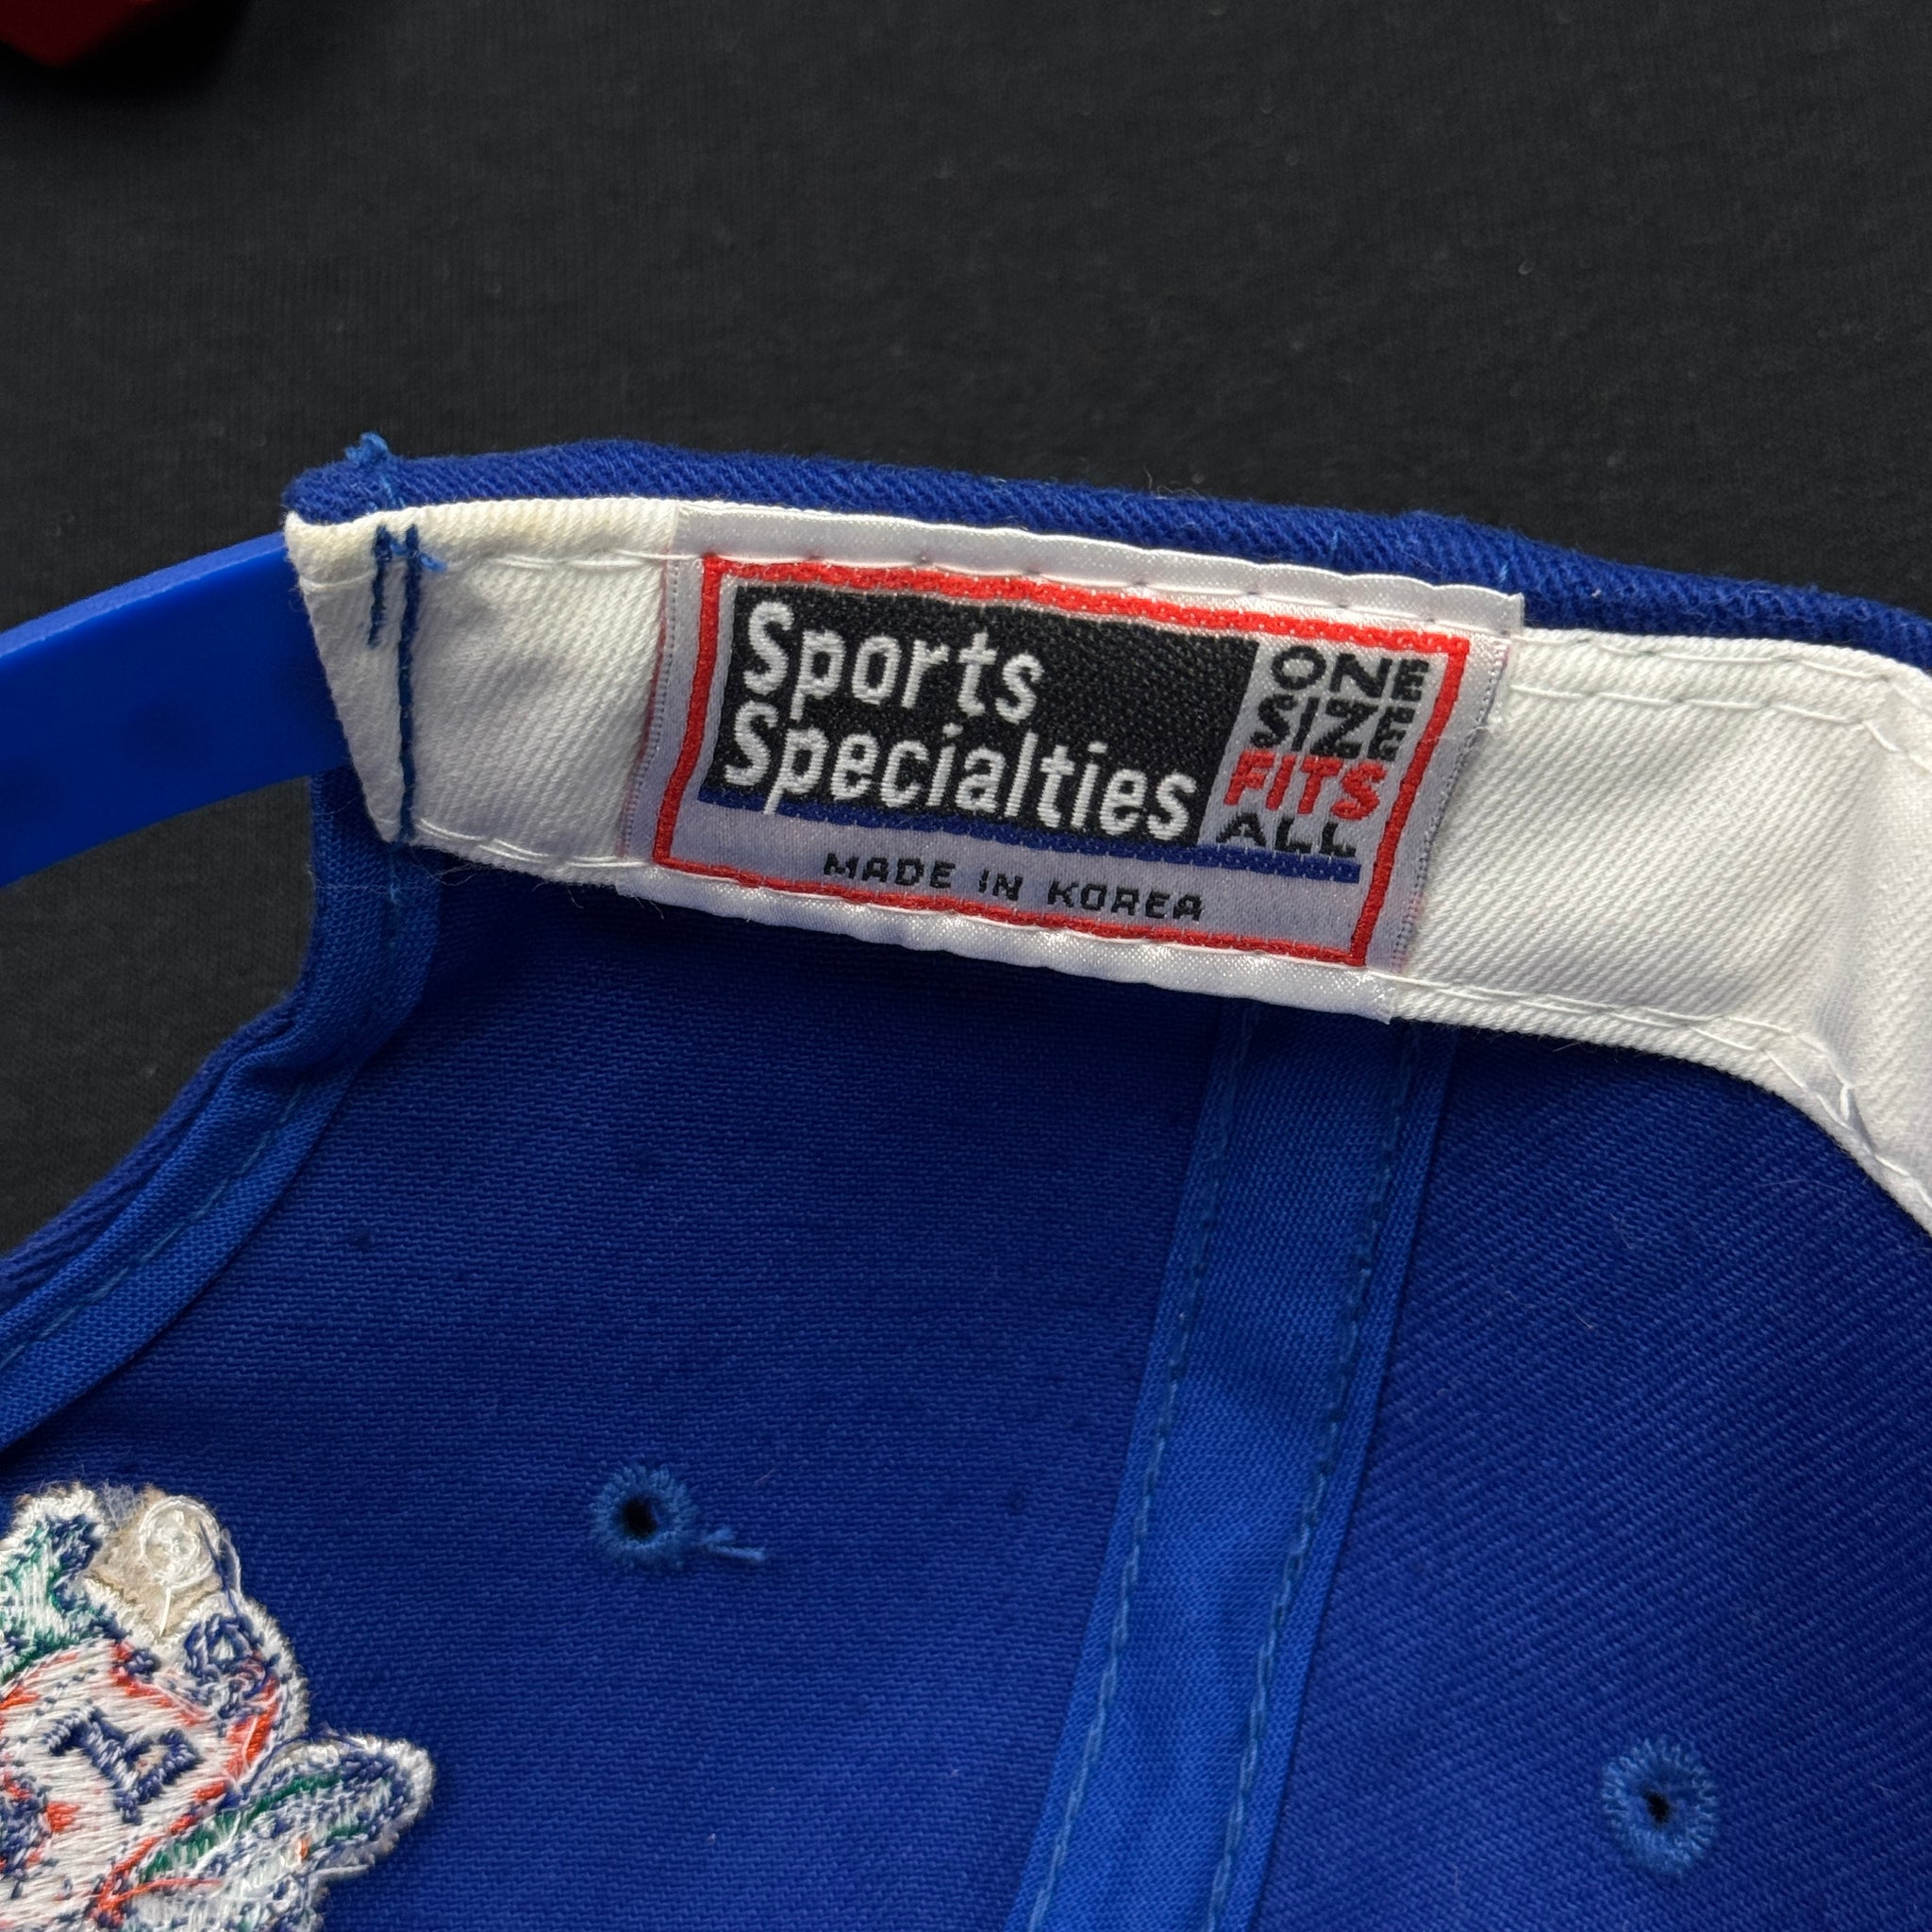 Sports
Specialties
ONE
SIZE
FITS
ALL
MADE IN KOREA